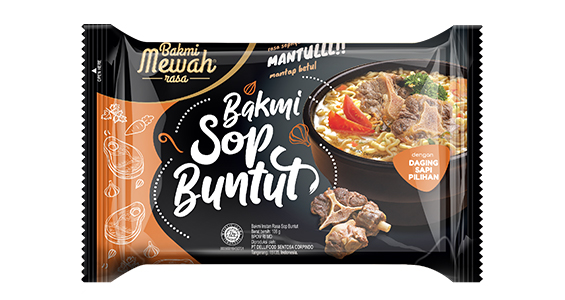 Bakmi
Mewah
rasa
OPEN HERE
rasa sopnya
MANTULLL!!
mantap betul
Bakmi
Sop
Buntut
dengan
DAGING
SAPI
PILIHAN
Bakmi Instan Rasa Sop Buntut
PT DELLIFOOD SENTOSA CORPINDO
Indonesia.